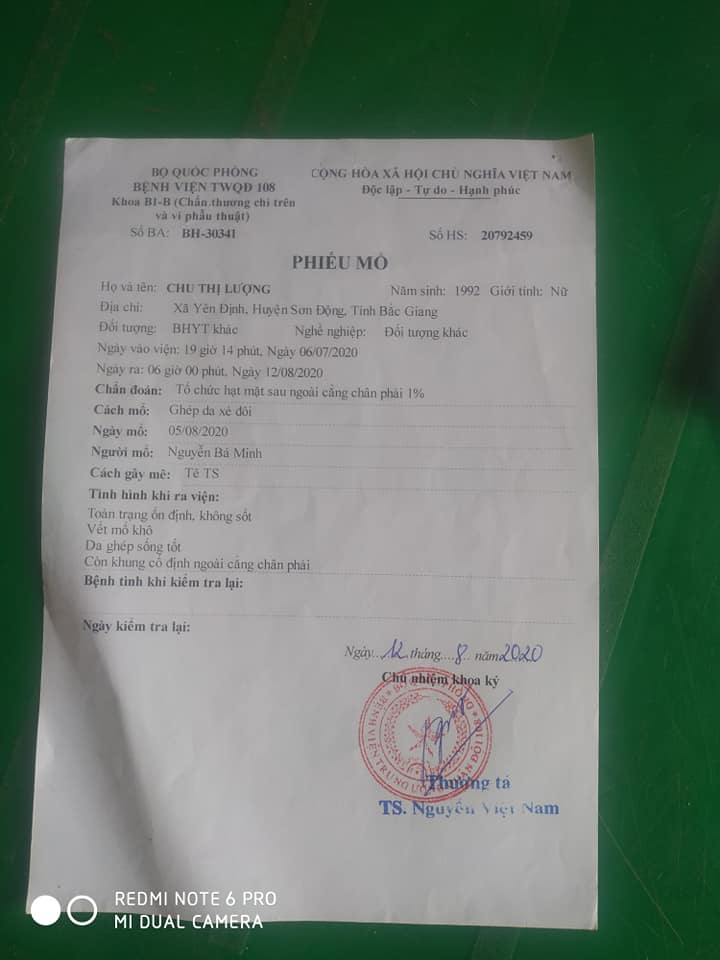 BỘ QUỐC PHÒNG
BỆNH VIỆN TWQĐ 108
Khoa B1-B (Chấn thương chi trên
và vi phẫu thuật)
Số BA: BH-30341
CỘNG HÒA XÃ HỘI CHỦ NGHĨA VIỆT NAM
Độc lập - Tự do - Hạnh phúc
Số HS: 20792459
PHIẾU MỔ
Họ và tên: CHU THỊ LƯỢNG Năm sinh: 1992 Giới tính: Nữ
Địa chỉ: Xã Yên Định, Huyện Sơn Động, Tỉnh Bắc Giang
Đối tượng: BHYT khác Nghề nghiệp: Đối tượng khác
Ngày vào viện: 19 giờ 14 phút, Ngày 06/07/2020
Ngày ra: 06 giờ 00 phút, Ngày 12/08/2020
Chẩn đoán: Tổ chức hạt mặt sau ngoài cẳng chân phải 1%
Cách mổ: Ghép da xẻ đôi
Ngày mổ: 05/08/2020
Người mổ: Nguyễn Bá Minh
Cách gây mê: Tê TS
Tình hình khi ra viện:
Toàn trạng ổn định, không sốt
Vết mổ khô
Da ghép sống tốt
Còn khung cố định ngoài cẳng chân phải
Bệnh tình khi kiểm tra lại:
Ngày kiểm tra lại:
Ngày 12 tháng 8 năm 2020
Chủ nhiệm khoa ký
BỆNH VIỆN TRUNG ƯƠNG QUÂN ĐỘI 108
Thượng tá
TS. Nguyễn Việt Nam
REDMI NOTE 6 PRO
MI DUAL CAMERA